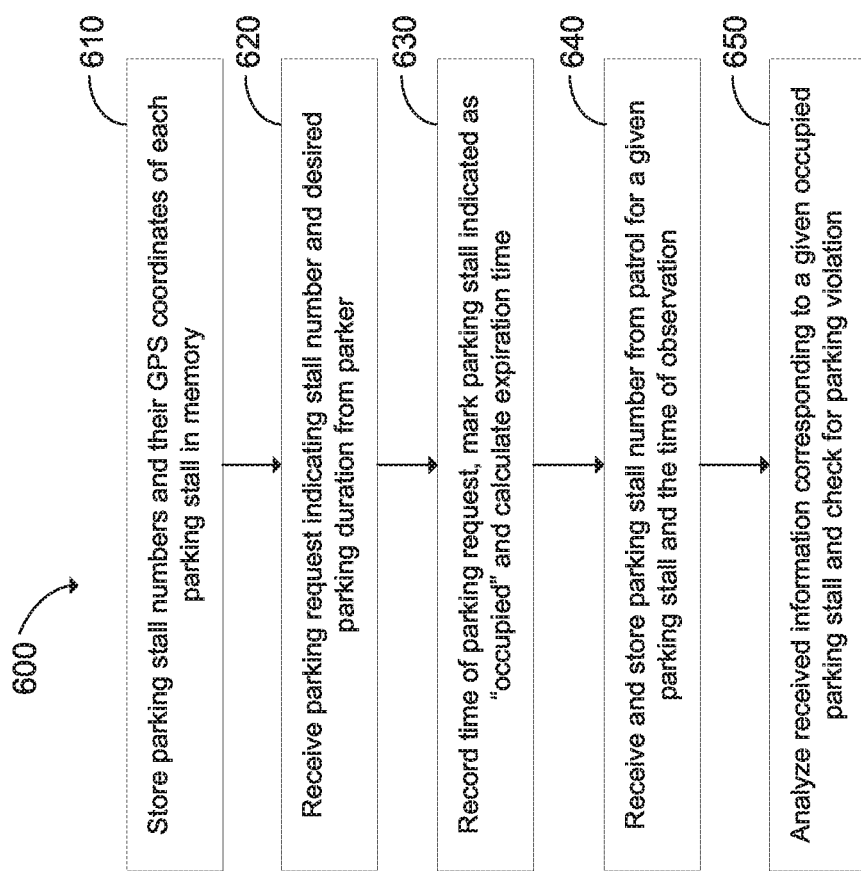 600
610
Store parking stall numbers and their GPS coordinates of each
parking stall in memory
620
Receive parking request indicating stall number and desired
parking duration from parker
630
Record time of parking request, mark parking stall indicated as
“occupied” and calculate expiration time
640
Receive and store parking stall number from patrol for a given
parking stall and the time of observation
650
Analyze received information corresponding to a given occupied
parking stall and check for parking violation